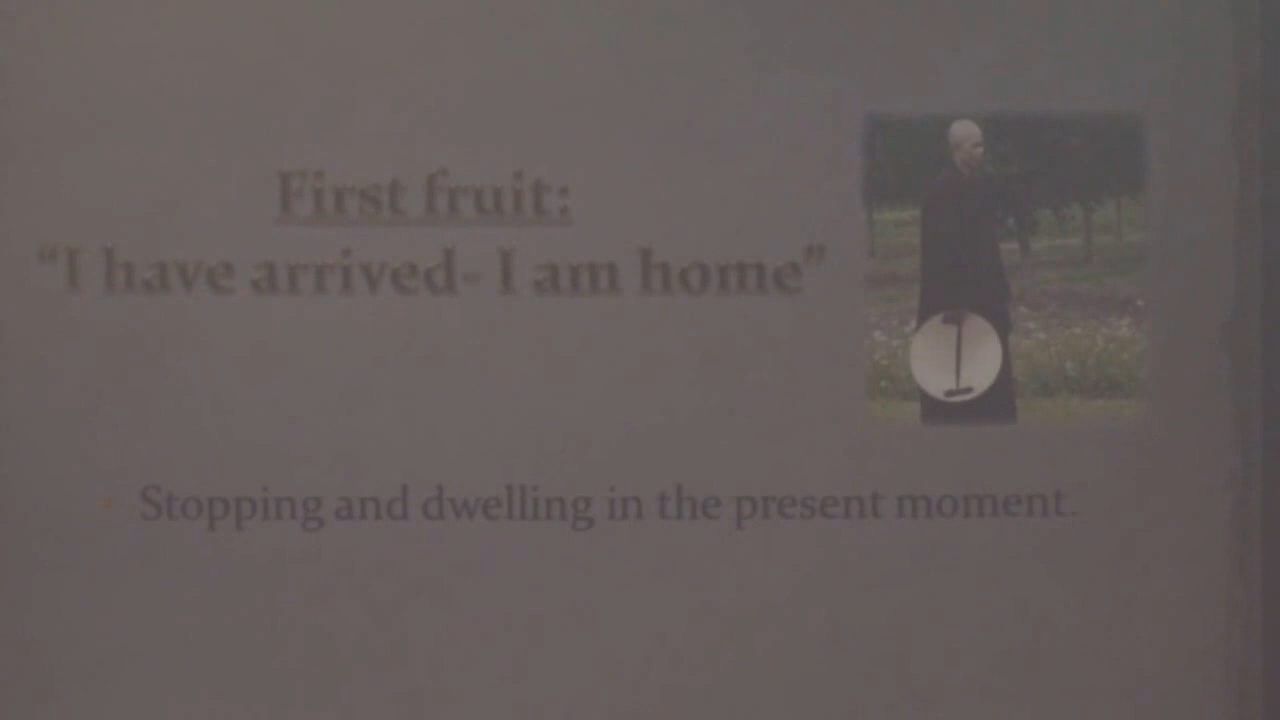 First fruit:
“I have arrived- I am home”
Stopping and dwelling in the present moment.